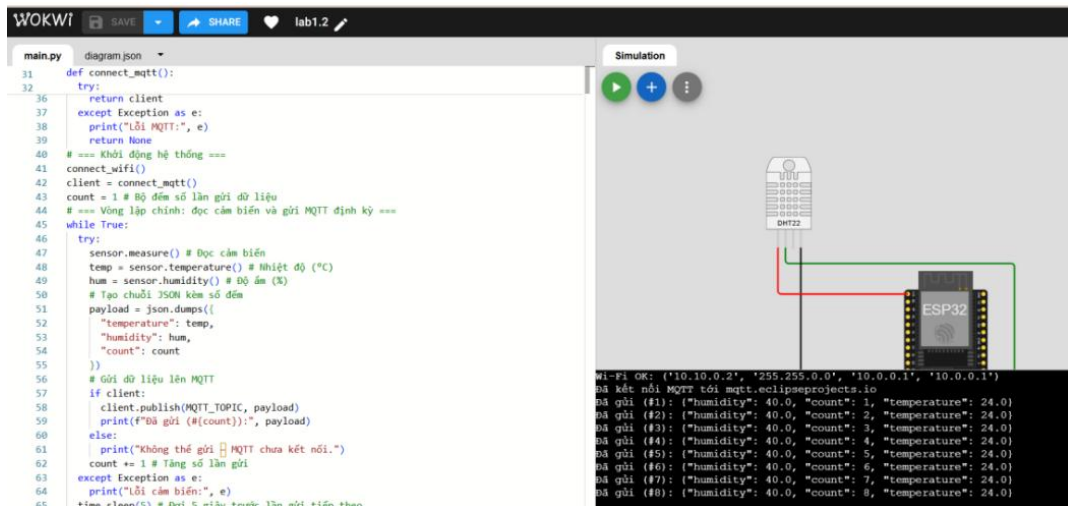 WOKWI SAVE SHARE lab1.2
main.py diagram.json
31 def connect_mqtt():
32 try:
36 return client
37 except Exception as e:
38 print("Lỗi MQTT:", e)
39 return None
40 # === Khởi động hệ thống ===
41 connect_wifi()
42 client = connect_mqtt()
43 count = 1 # Bộ đếm số lần gửi dữ liệu
44 # === Vòng lặp chính: đọc cảm biến và gửi MQTT định kỳ ===
45 while True:
46 try:
47 sensor.measure() # Đọc cảm biến
48 temp = sensor.temperature() # Nhiệt độ (°C)
49 hum = sensor.humidity() # Độ ẩm (%)
50 # Tạo chuỗi JSON kèm số đếm
51 payload = json.dumps({
52 "temperature": temp,
53 "humidity": hum,
54 "count": count
55 })
56 # Gửi dữ liệu lên MQTT
57 if client:
58 client.publish(MQTT_TOPIC, payload)
59 print(f"Đã gửi (#{count}):", payload)
60 else:
61 print("Không thể gửi – MQTT chưa kết nối.")
62 count += 1 # Tăng số lần gửi
63 except Exception as e:
64 print("Lỗi cảm biến:", e)
65 time.sleep(5) # Đợi 5 giây trước lần gửi tiếp theo
Simulation
DHT22
ESP32
Wi-Fi OK: ('10.10.0.2', '255.255.0.0', '10.0.0.1', '10.0.0.1')
Đã kết nối MQTT tới mqtt.eclipseprojects.io
Đã gửi (#1): {"humidity": 40.0, "count": 1, "temperature": 24.0}
Đã gửi (#2): {"humidity": 40.0, "count": 2, "temperature": 24.0}
Đã gửi (#3): {"humidity": 40.0, "count": 3, "temperature": 24.0}
Đã gửi (#4): {"humidity": 40.0, "count": 4, "temperature": 24.0}
Đã gửi (#5): {"humidity": 40.0, "count": 5, "temperature": 24.0}
Đã gửi (#6): {"humidity": 40.0, "count": 6, "temperature": 24.0}
Đã gửi (#7): {"humidity": 40.0, "count": 7, "temperature": 24.0}
Đã gửi (#8): {"humidity": 40.0, "count": 8, "temperature": 24.0}